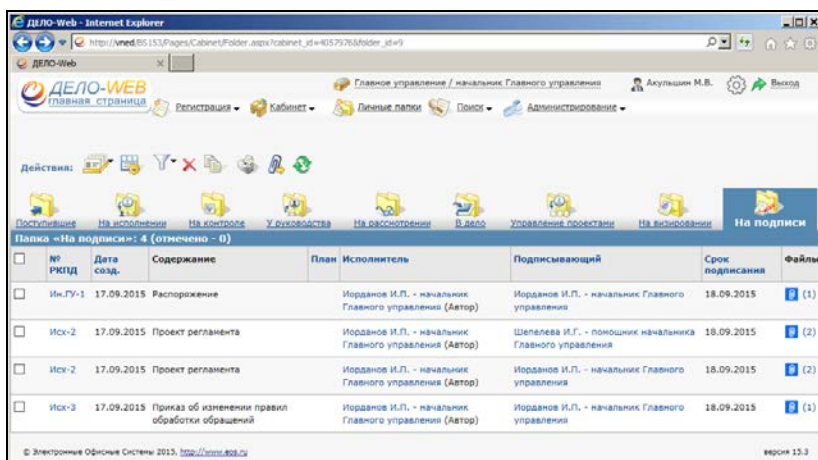 ДЕЛО-Web - Internet Explorer
http://vned/BS153/Pages/Cabinet/Folder.aspx?cabinet_id=4057976&folder_id=9
ДЕЛО-Web
ДЕЛО-WEB
главная страница
Главное управление / начальник Главного управления
Акульшин М.В.
Выход
Регистрация
Кабинет
Личные папки
Поиск
Администрирование
Действия:
Поступившие На исполнении На контроле У руководства На рассмотрении В дело Управление проектами На визировании На подписи
Папка «На подписи»: 4 (отмечено - 0)
№ РКПД Дата созд. Содержание План Исполнитель Подписывающий Срок подписания Файлы
Ин.ГУ-1 17.09.2015 Распоряжение Иорданов И.П. - начальник Иорданов И.П. - начальник Главного 18.09.2015 (1)
Главного управления (Автор) управления
Исх-2 17.09.2015 Проект регламента Иорданов И.П. - начальник Шепелева И.Г. - помощник начальника 18.09.2015 (2)
Главного управления (Автор) Главного управления
Исх-2 17.09.2015 Проект регламента Иорданов И.П. - начальник Иорданов И.П. - начальник Главного 18.09.2015 (2)
Главного управления (Автор) управления
Исх-3 17.09.2015 Приказ об изменении правил Иорданов И.П. - начальник Иорданов И.П. - начальник Главного 18.09.2015 (1)
обработки обращений Главного управления (Автор) управления
© Электронные Офисные Системы 2015, http://www.eos.ru версия 15.3